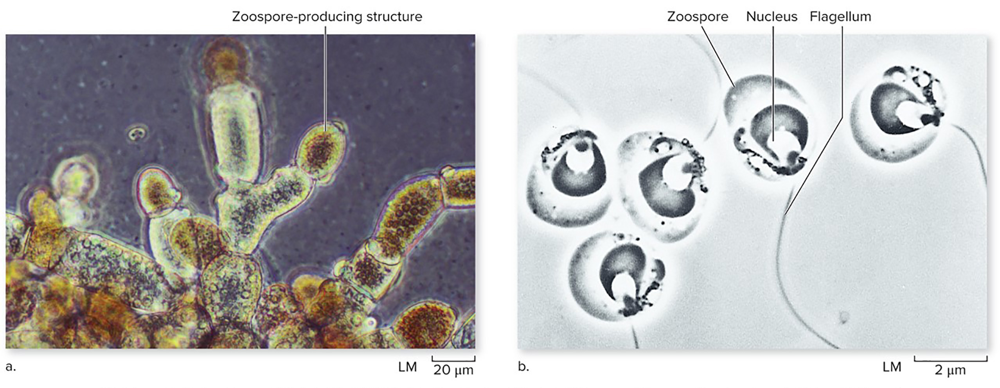 Zoospore-producing structure
Zoospore Nucleus Flagellum
a.
LM
20 μm
b.
LM
2 μm